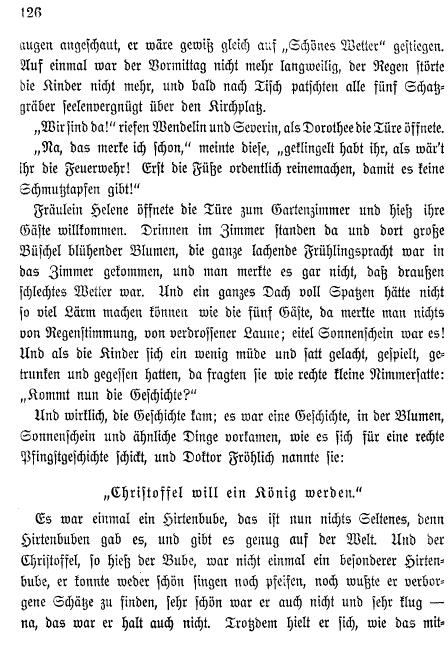 126
augen angeschaut, er wäre gewiß gleich auf „Schönes Wetter“ gestiegen.
Auf einmal war der Vormittag nicht mehr langweilig, der Regen störte
die Kinder nicht mehr, und bald nach Tisch patschten alle fünf Schatz-
gräber seelenvergnügt über den Kirchplatz.
„Wir sind da!“ riefen Wendelin und Severin, als Dorothee die Türe öffnete.
„Na, das merke ich schon,“ meinte diese, „geklingelt habt ihr, als wär't
ihr die Feuerwehr! Erst die Füße ordentlich reinemachen, damit es keine
Schmutztapfen gibt!“
Fräulein Helene öffnete die Türe zum Gartenzimmer und hieß ihre
Gäste willkommen. Drinnen im Zimmer standen da und dort große
Büschel blühender Blumen, die ganze lachende Frühlingspracht war in
das Zimmer gekommen, und man merkte es gar nicht, daß draußen
schlechtes Wetter war. Und ein ganzes Dach voll Spatzen hätte nicht
so viel Lärm machen können wie die fünf Gäste, da merkte man nichts
von Regenstimmung, von verdrossener Laune; eitel Sonnenschein war es!
Und als die Kinder sich ein wenig müde und satt gelacht, gespielt, ge-
trunken und gegessen hatten, da fragten sie wie rechte kleine Nimmersatte:
„Kommt nun die Geschichte?“
Und wirklich, die Geschichte kam; es war eine Geschichte, in der Blumen,
Sonnenschein und ähnliche Dinge vorkamen, wie es sich für eine rechte
Pfingstgeschichte schickt, und Doktor Fröhlich nannte sie:
„Christoffel will ein König werden.“
Es war einmal ein Hirtenbube, das ist nun nichts Seltenes, denn
Hirtenbuben gab es, und gibt es genug auf der Welt. Und der
Christoffel, so hieß der Bube, war nicht einmal ein besonderer Hirten-
bube, er konnte weder schön singen noch pfeifen, noch wußte er verbor-
gene Schätze zu finden, sehr schön war er auch nicht und sehr klug —
na, das war er halt auch nicht. Trotzdem hielt er sich, wie das mit-